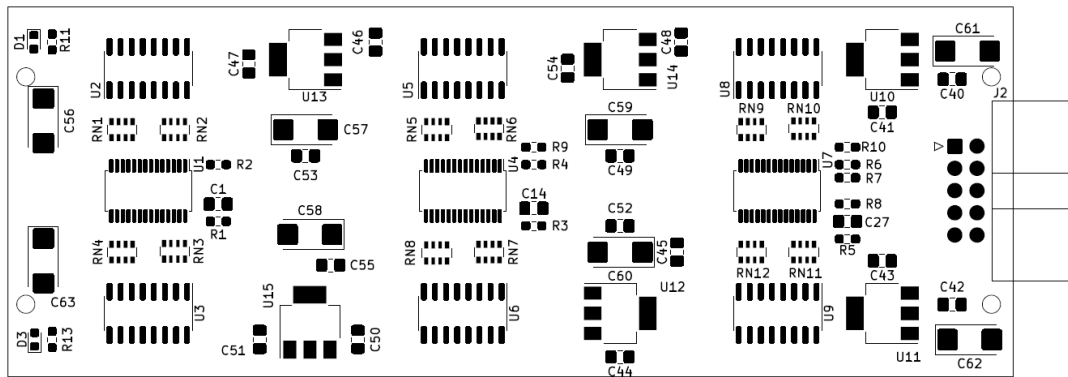 D1
R11
C46
C48
C61
C47
C54
U2
U13
U5
U14
U8
U10
C40
J2
C56
RN1
RN2
C57
RN5
RN6
C59
RN9
RN10
C41
C53
U1
R2
R9
R4
U4
C49
U7
R10
R6
R7
C1
R1
C58
C14
R3
C52
R8
C27
R5
RN4
RN3
C55
RN8
RN7
C60
C45
RN12
RN11
C43
C63
U15
U12
C42
U3
U6
U9
D3
R13
C51
C50
C44
U11
C62